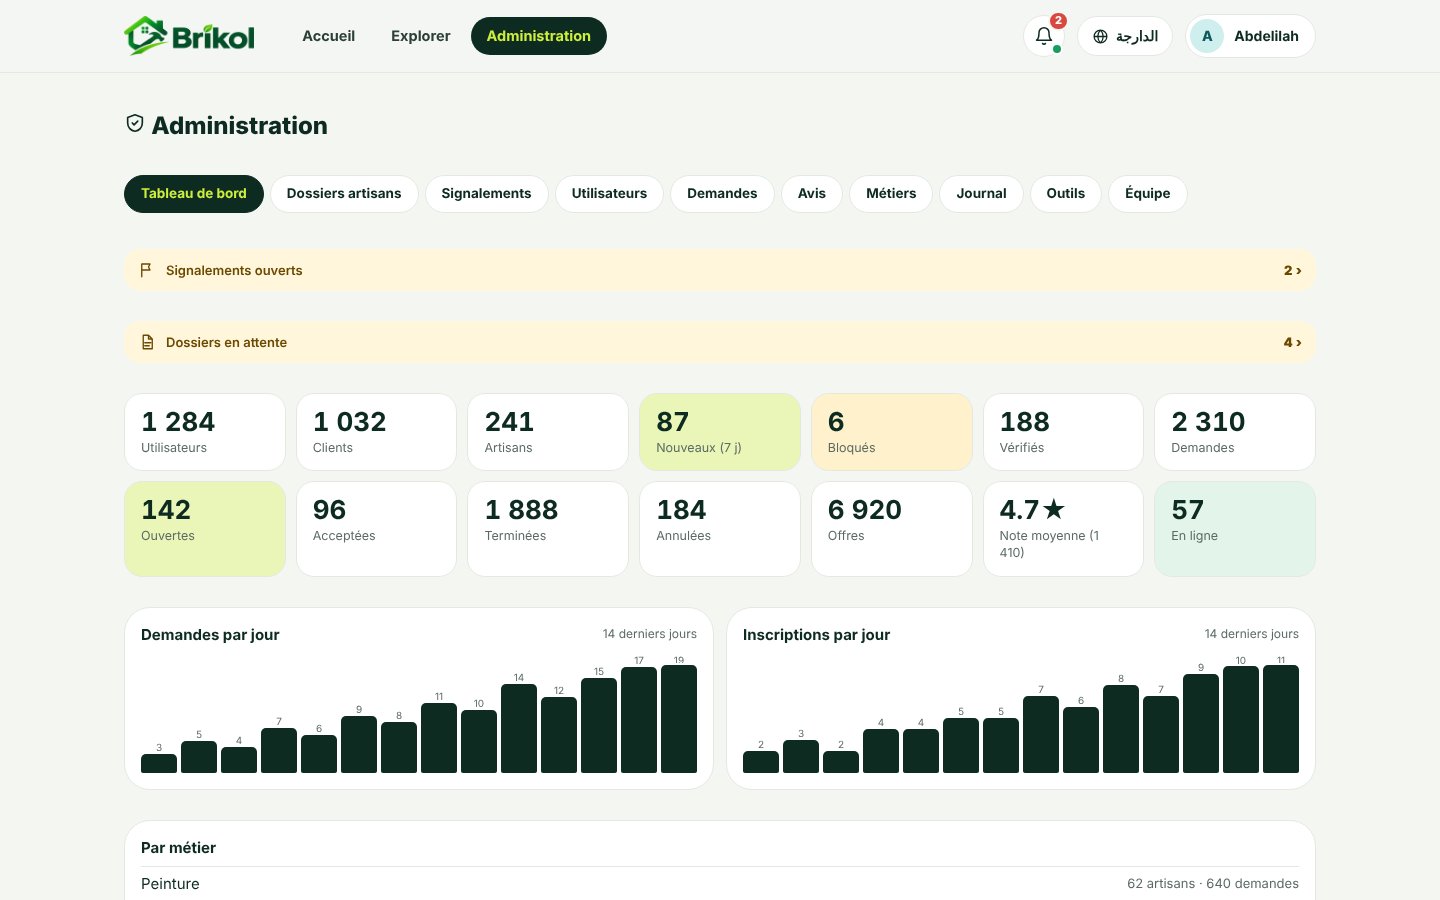 Brikol
Accueil
Explorer
Administration
2
الدارجة
A
Abdelilah
Administration
Tableau de bord
Dossiers artisans
Signalements
Utilisateurs
Demandes
Avis
Métiers
Journal
Outils
Équipe
Signalements ouverts
2 ›
Dossiers en attente
4 ›
1 284
Utilisateurs
1 032
Clients
241
Artisans
87
Nouveaux (7 j)
6
Bloqués
188
Vérifiés
2 310
Demandes
142
Ouvertes
96
Acceptées
1 888
Terminées
184
Annulées
6 920
Offres
4.7★
Note moyenne (1
410)
57
En ligne
Demandes par jour
14 derniers jours
3 5 4 7 6 9 8 11 10 14 12 15 17 19
Inscriptions par jour
14 derniers jours
2 3 2 4 4 5 5 7 6 8 7 9 10 11
Par métier
Peinture
62 artisans · 640 demandes